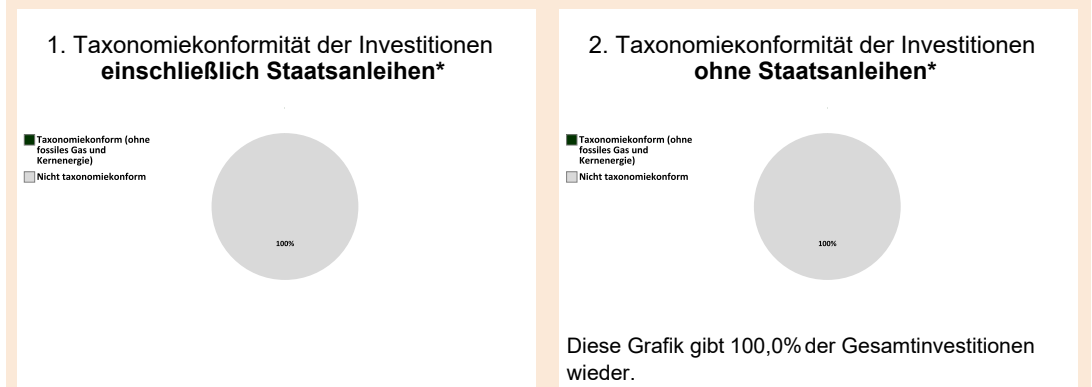 1. Taxonomiekonformität der Investitionen
einschließlich Staatsanleihen*
Taxonomiekonform (ohne
fossiles Gas und
Kernenergie)
Nicht taxonomiekonform
100%
2. Taxonomieконformität der Investitionen
ohne Staatsanleihen*
Taxonomiekonform (ohne
fossiles Gas und
Kernenergie)
Nicht taxonomiekonform
100%
Diese Grafik gibt 100,0% der Gesamtinvestitionen
wieder.